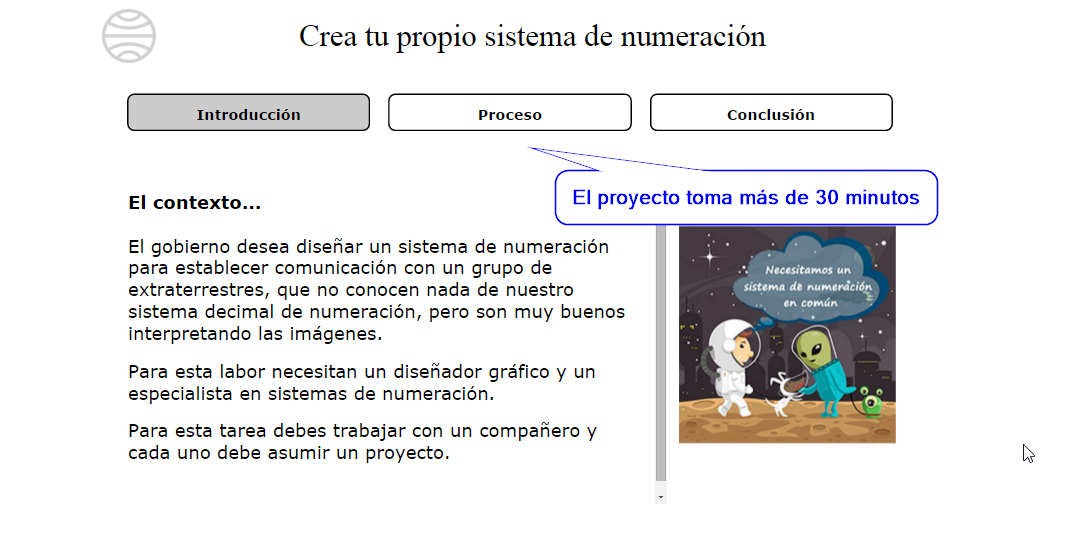 Crea tu propio sistema de numeración
Introducción
Proceso
Conclusión
El proyecto toma más de 30 minutos
El contexto...
El gobierno desea diseñar un sistema de numeración
para establecer comunicación con un grupo de
extraterrestres, que no conocen nada de nuestro
sistema decimal de numeración, pero son muy buenos
interpretando las imágenes.
Para esta labor necesitan un diseñador gráfico y un
especialista en sistemas de numeración.
Para esta tarea debes trabajar con un compañero y
cada uno debe asumir un proyecto.
Necesitamos un
sistema de numeración
en común